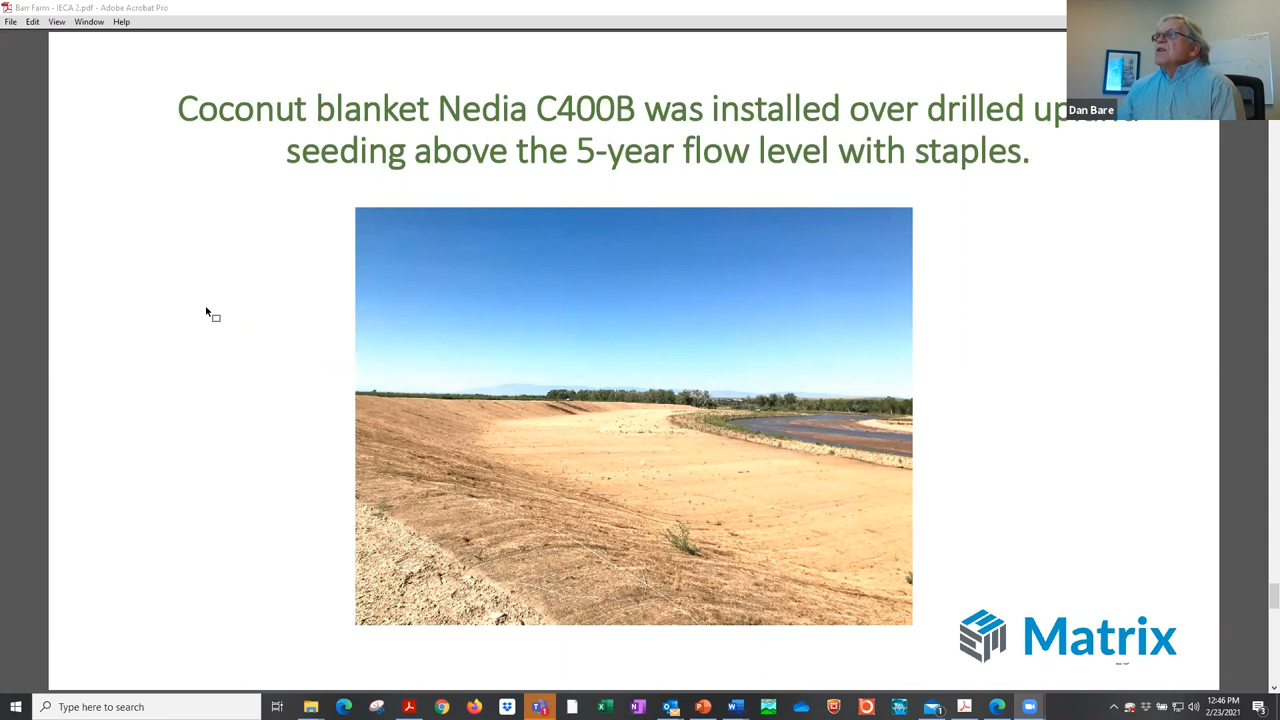 Barr Farm - IECA 2.pdf - Adobe Acrobat Pro
File Edit View Window Help
Coconut blanket Nedia C400B was installed over drilled
seeding above the 5-year flow level with staples.
Dan Bare
Matrix
Type here to search
12:46 PM
2/23/2021